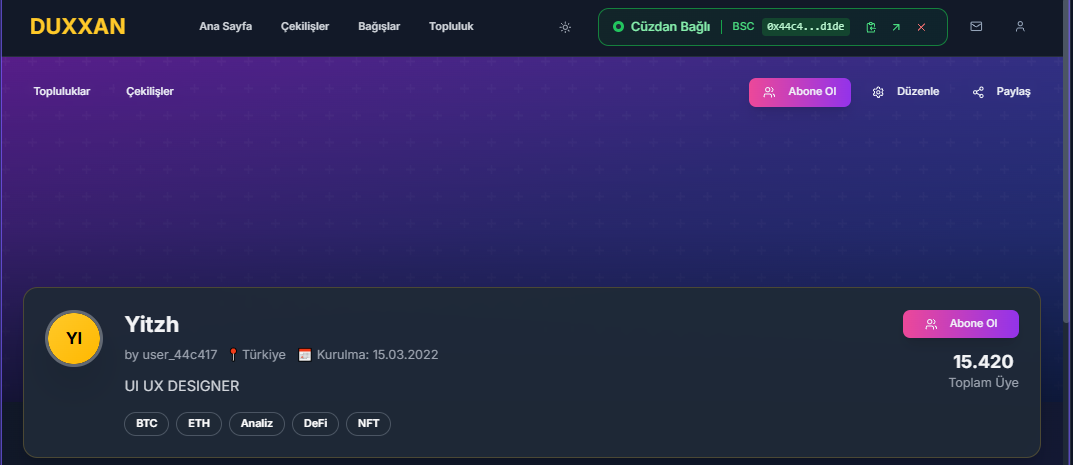 DUXXAN Ana Sayfa Çekilişler Bağışlar Topluluk Cüzdan Bağlı BSC 0x44c4...d1de
Topluluklar Çekilişler Abone Ol Düzenle Paylaş
YI Yitzh Abone Ol
by user_44c417 Türkiye Kurulma: 15.03.2022
15.420
Toplam Üye
UI UX DESIGNER
BTC ETH Analiz DeFi NFT